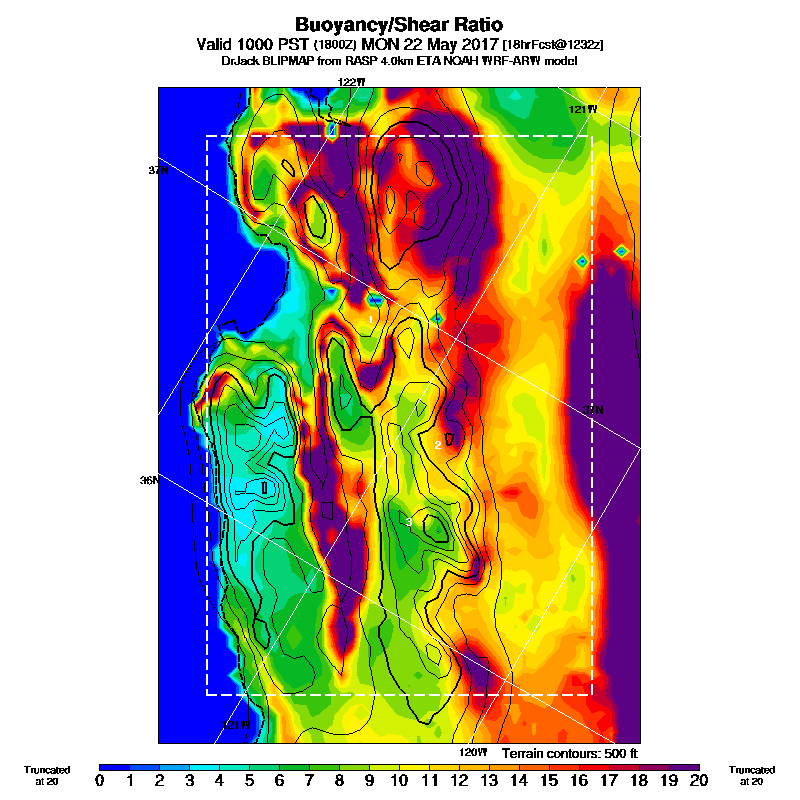 Buoyancy/Shear Ratio
Valid 1000 PST (1800Z) MON 22 May 2017 [18hrFcst@1232z]
DrJack BLIPMAP from RASP 4.0km ETA NOAH WRF-ARW model
122W
121W
37N
1
37N
2
36N
3
121W
120W
Terrain contours: 500 ft
Truncated at 20
0 1 2 3 4 5 6 7 8 9 10 11 12 13 14 15 16 17 18 19 20
Truncated at 20